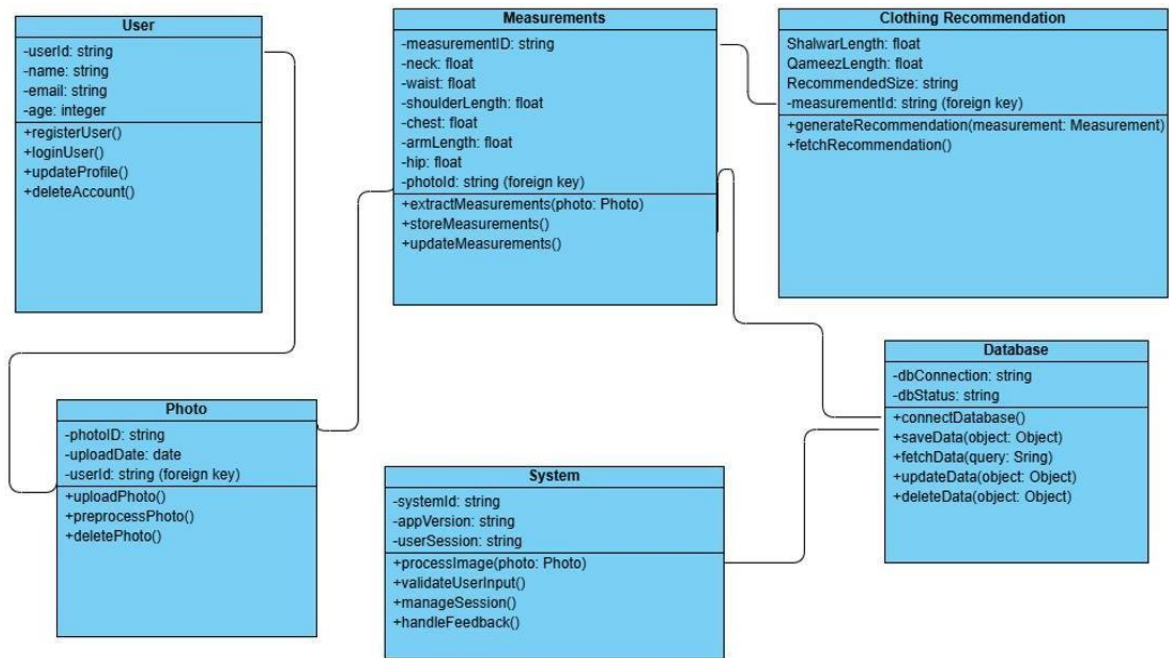 User
-userId: string
-name: string
-email: string
-age: integer
+registerUser()
+loginUser()
+updateProfile()
+deleteAccount()
Measurements
-measurementID: string
-neck: float
-waist: float
-shoulderLength: float
-chest: float
-armLength: float
-hip: float
-photoId: string (foreign key)
+extractMeasurements(photo: Photo)
+storeMeasurements()
+updateMeasurements()
Clothing Recommendation
ShalwarLength: float
QameezLength: float
RecommendedSize: string
-measurementId: string (foreign key)
+generateRecommendation(measurement: Measurement)
+fetchRecommendation()
Photo
-photoID: string
-uploadDate: date
-userId: string (foreign key)
+uploadPhoto()
+preprocessPhoto()
+deletePhoto()
System
-systemId: string
-appVersion: string
-userSession: string
+processImage(photo: Photo)
+validateUserInput()
+manageSession()
+handleFeedback()
Database
-dbConnection: string
-dbStatus: string
+connectDatabase()
+saveData(object: Object)
+fetchData(query: Sring)
+updateData(object: Object)
+deleteData(object: Object)